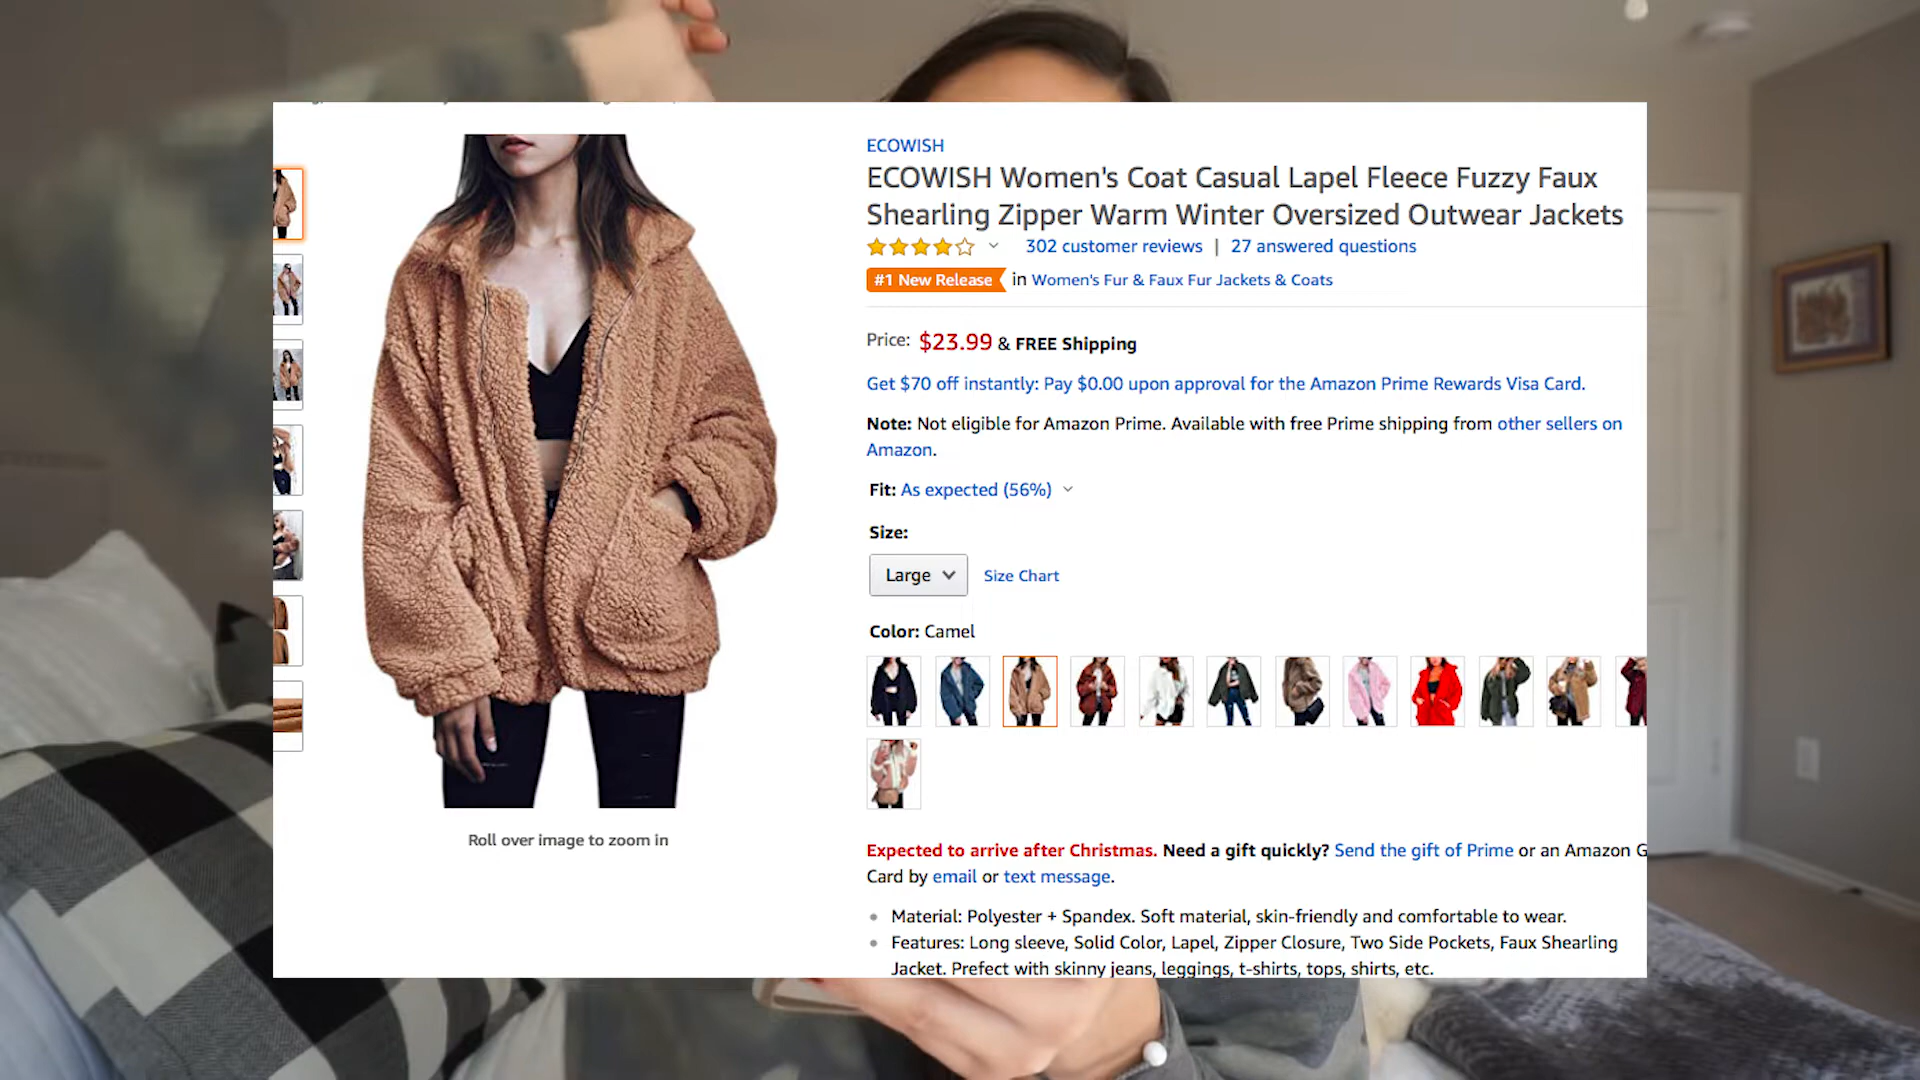 ECOWISH
ECOWISH Women's Coat Casual Lapel Fleece Fuzzy Faux
Shearling Zipper Warm Winter Oversized Outwear Jackets
302 customer reviews | 27 answered questions
#1 New Release in Women's Fur & Faux Fur Jackets & Coats
Price: $23.99 & FREE Shipping
Get $70 off instantly: Pay $0.00 upon approval for the Amazon Prime Rewards Visa Card.
Note: Not eligible for Amazon Prime. Available with free Prime shipping from other sellers on
Amazon.
Fit: As expected (56%)
Size:
Large Size Chart
Color: Camel
Roll over image to zoom in
Expected to arrive after Christmas. Need a gift quickly? Send the gift of Prime or an Amazon G
Card by email or text message.
Material: Polyester + Spandex. Soft material, skin-friendly and comfortable to wear.
Features: Long sleeve, Solid Color, Lapel, Zipper Closure, Two Side Pockets, Faux Shearling
Jacket. Prefect with skinny jeans, leggings, t-shirts, tops, shirts, etc.